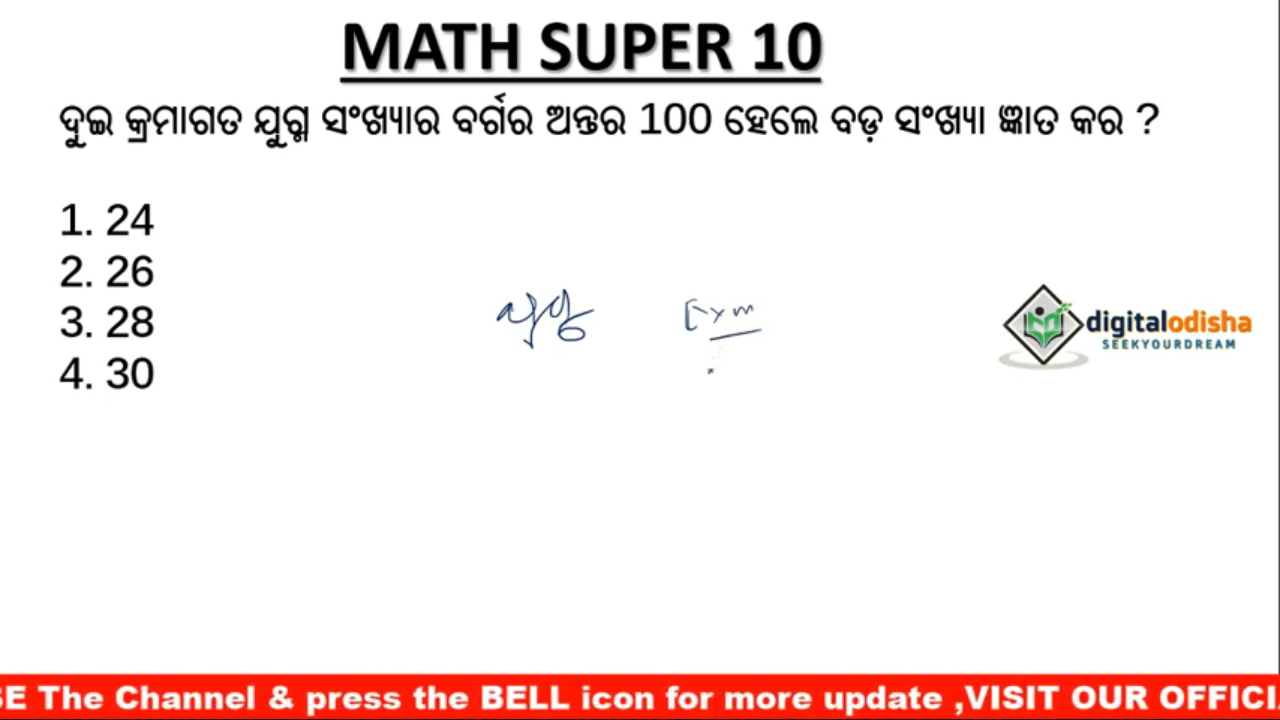 MATH SUPER 10
ଦୁଇ କ୍ରମାଗତ ଯୁଗ୍ମ ସଂଖ୍ୟାର ବର୍ଗର ଅନ୍ତର 100 ହେଲେ ବଡ଼ ସଂଖ୍ୟା ଜ୍ଞାତ କର ?
1. 24
2. 26
3. 28
4. 30
digitalodisha
SEEKYOURDREAM
BE The Channel & press the BELL icon for more update ,VISIT OUR OFFICI